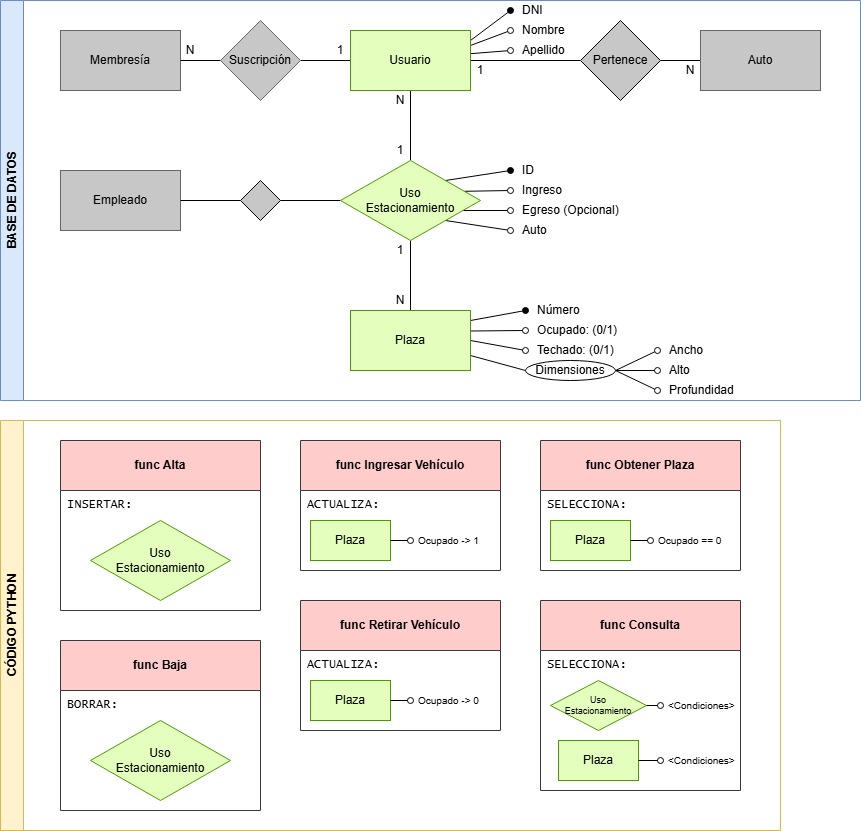 BASE DE DATOS
DNI
Nombre
Apellido
Membresía
N
Suscripción
1
Usuario
1
Pertenece
N
Auto
N
1
Empleado
Uso
Estacionamiento
ID
Ingreso
Egreso (Opcional)
Auto
1
N
Plaza
Número
Ocupado: (0/1)
Techado: (0/1)
Dimensiones
Ancho
Alto
Profundidad
CÓDIGO PYTHON
func Alta
INSERTAR:
Uso
Estacionamiento
func Ingresar Vehículo
ACTUALIZA:
Plaza
Ocupado -> 1
func Obtener Plaza
SELECCIONA:
Plaza
Ocupado == 0
func Baja
BORRAR:
Uso
Estacionamiento
func Retirar Vehículo
ACTUALIZA:
Plaza
Ocupado -> 0
func Consulta
SELECCIONA:
Uso
Estacionamiento
<Condiciones>
Plaza
<Condiciones>